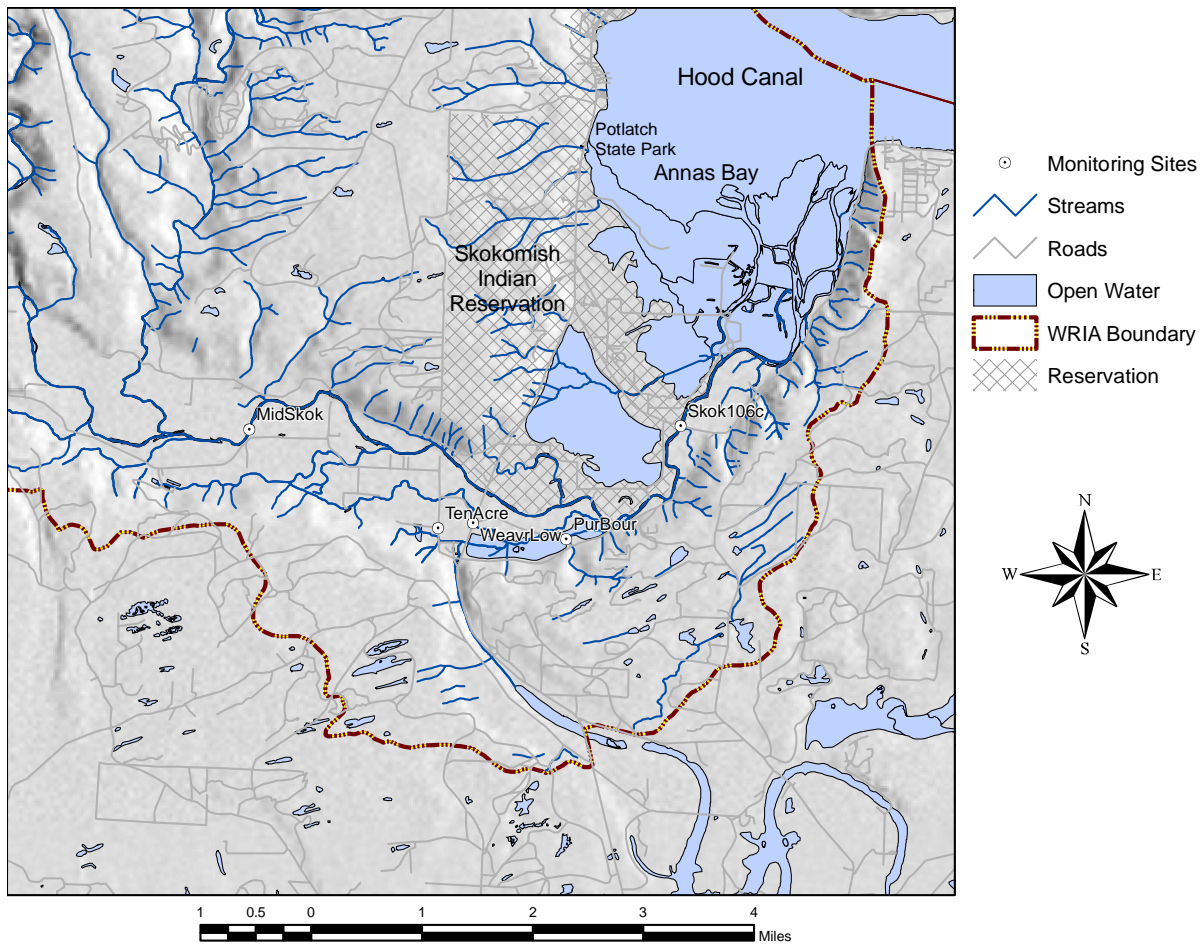 Hood Canal
Potlatch
State Park
Annas Bay
Skokomish
Indian
Reservation
MidSkok
Skok106c
TenAcre
WeavrLow
PurBour
Monitoring Sites
Streams
Roads
Open Water
WRIA Boundary
Reservation
N
W
E
S
1 0.5 0 1 2 3 4
Miles